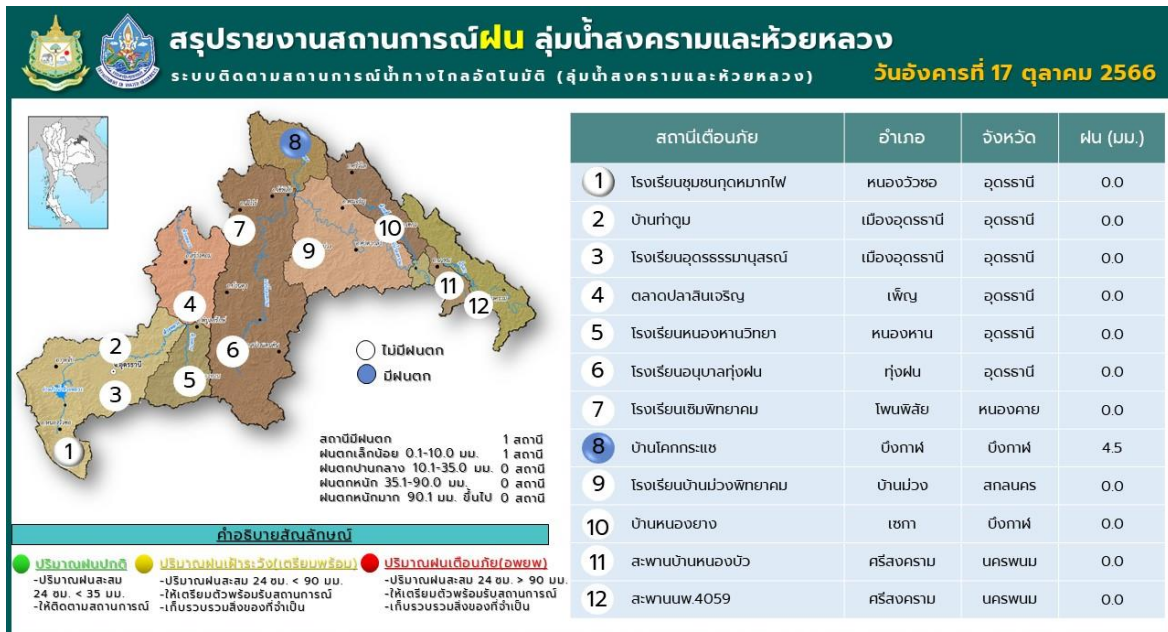 สรุปรายงานสถานการณ์ฝน ลุ่มน้ำสงครามและห้วยหลวง
ระบบติดตามสถานการณ์น้ำทางไกลอัตโนมัติ (ลุ่มน้ำสงครามและห้วยหลวง)
วันอังคารที่ 17 ตุลาคม 2566
8
7
10
9
11
12
4
2
6
5
3
1
อุดรธานี
ไม่มีฝนตก
มีฝนตก
สถานีมีฝนตก 1 สถานี
ฝนตกเล็กน้อย 0.1-10.0 มม. 1 สถานี
ฝนตกปานกลาง 10.1-35.0 มม. 0 สถานี
ฝนตกหนัก 35.1-90.0 มม. 0 สถานี
ฝนตกหนักมาก 90.1 มม. ขึ้นไป 0 สถานี
คำอธิบายสัญลักษณ์
ปริมาณฝนปกติ
-ปริมาณฝนสะสม
24 ชม. < 35 มม.
-ให้ติดตามสถานการณ์
ปริมาณฝนเฝ้าระวัง(เตรียมพร้อม)
-ปริมาณฝนสะสม 24 ชม. < 90 มม.
-ให้เตรียมตัวพร้อมรับสถานการณ์
-เก็บรวบรวมสิ่งของที่จำเป็น
ปริมาณฝนเตือนภัย(อพยพ)
-ปริมาณฝนสะสม 24 ชม. > 90 มม.
-ให้เตรียมตัวพร้อมรับสถานการณ์
-เก็บรวบรวมสิ่งของที่จำเป็น
สถานีเตือนภัย อำเภอ จังหวัด ฝน (มม.)
1 โรงเรียนชุมชนกุดหมากไฟ หนองวัวซอ อุดรธานี 0.0
2 บ้านท่าตูม เมืองอุดรธานี อุดรธานี 0.0
3 โรงเรียนอุดรธรรมานุสรณ์ เมืองอุดรธานี อุดรธานี 0.0
4 ตลาดปลาสินเจริญ เพ็ญ อุดรธานี 0.0
5 โรงเรียนหนองหานวิทยา หนองหาน อุดรธานี 0.0
6 โรงเรียนอนุบาลทุ่งฝน ทุ่งฝน อุดรธานี 0.0
7 โรงเรียนเซิมพิทยาคม โพนพิสัย หนองคาย 0.0
8 บ้านโคกกระแซ บึงกาฬ บึงกาฬ 4.5
9 โรงเรียนบ้านม่วงพิทยาคม บ้านม่วง สกลนคร 0.0
10 บ้านหนองยาง เซกา บึงกาฬ 0.0
11 สะพานบ้านหนองบัว ศรีสงคราม นครพนม 0.0
12 สะพานนพ.4059 ศรีสงคราม นครพนม 0.0